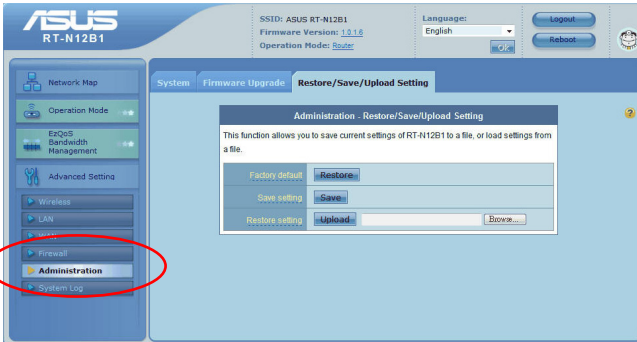 ASUS
RT-N12B1
SSID: ASUS RT-N12B1
Firmware Version: 1.0.1.6
Operation Mode: Router
Language:
English
OK
Logout
Reboot
Network Map
Operation Mode
EzQoS
Bandwidth
Management
Advanced Setting
Wireless
LAN
WAN
Firewall
Administration
System Log
System
Firmware Upgrade
Restore/Save/Upload Setting
Administration - Restore/Save/Upload Setting
This function allows you to save current settings of RT-N12B1 to a file, or load settings from
a file.
Factory default
Restore
Save setting
Save
Restore setting
Upload
Browse...
?